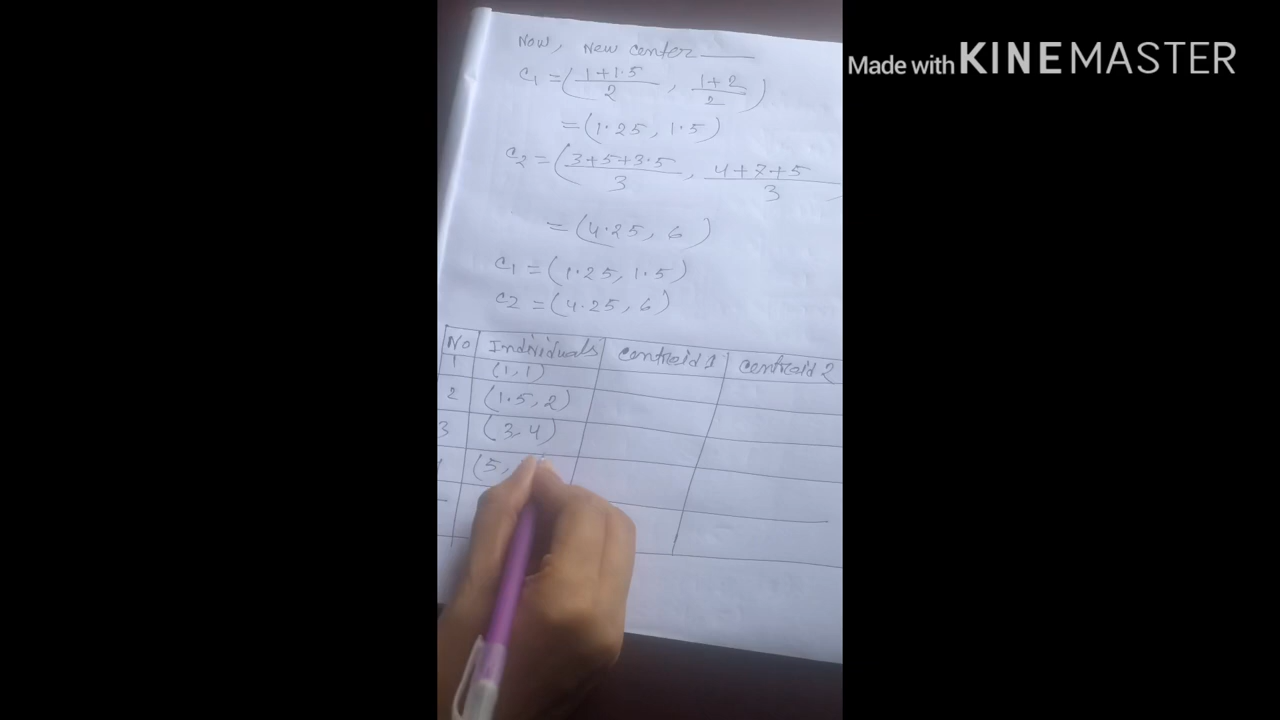 Made with KINEMASTER
Now, New center
C1 = (1+1.5/2, 1+2/2)
= (1.25, 1.5)
C2 = (3+5+3.5/3, 4+7+5/3
= (4.25, 6)
C1 = (1.25, 1.5)
C2 = (4.25, 6)
No Individuals centroid 1 centroid 2
1 (1, 1)
2 (1.5, 2)
3 (3, 4)
(5,